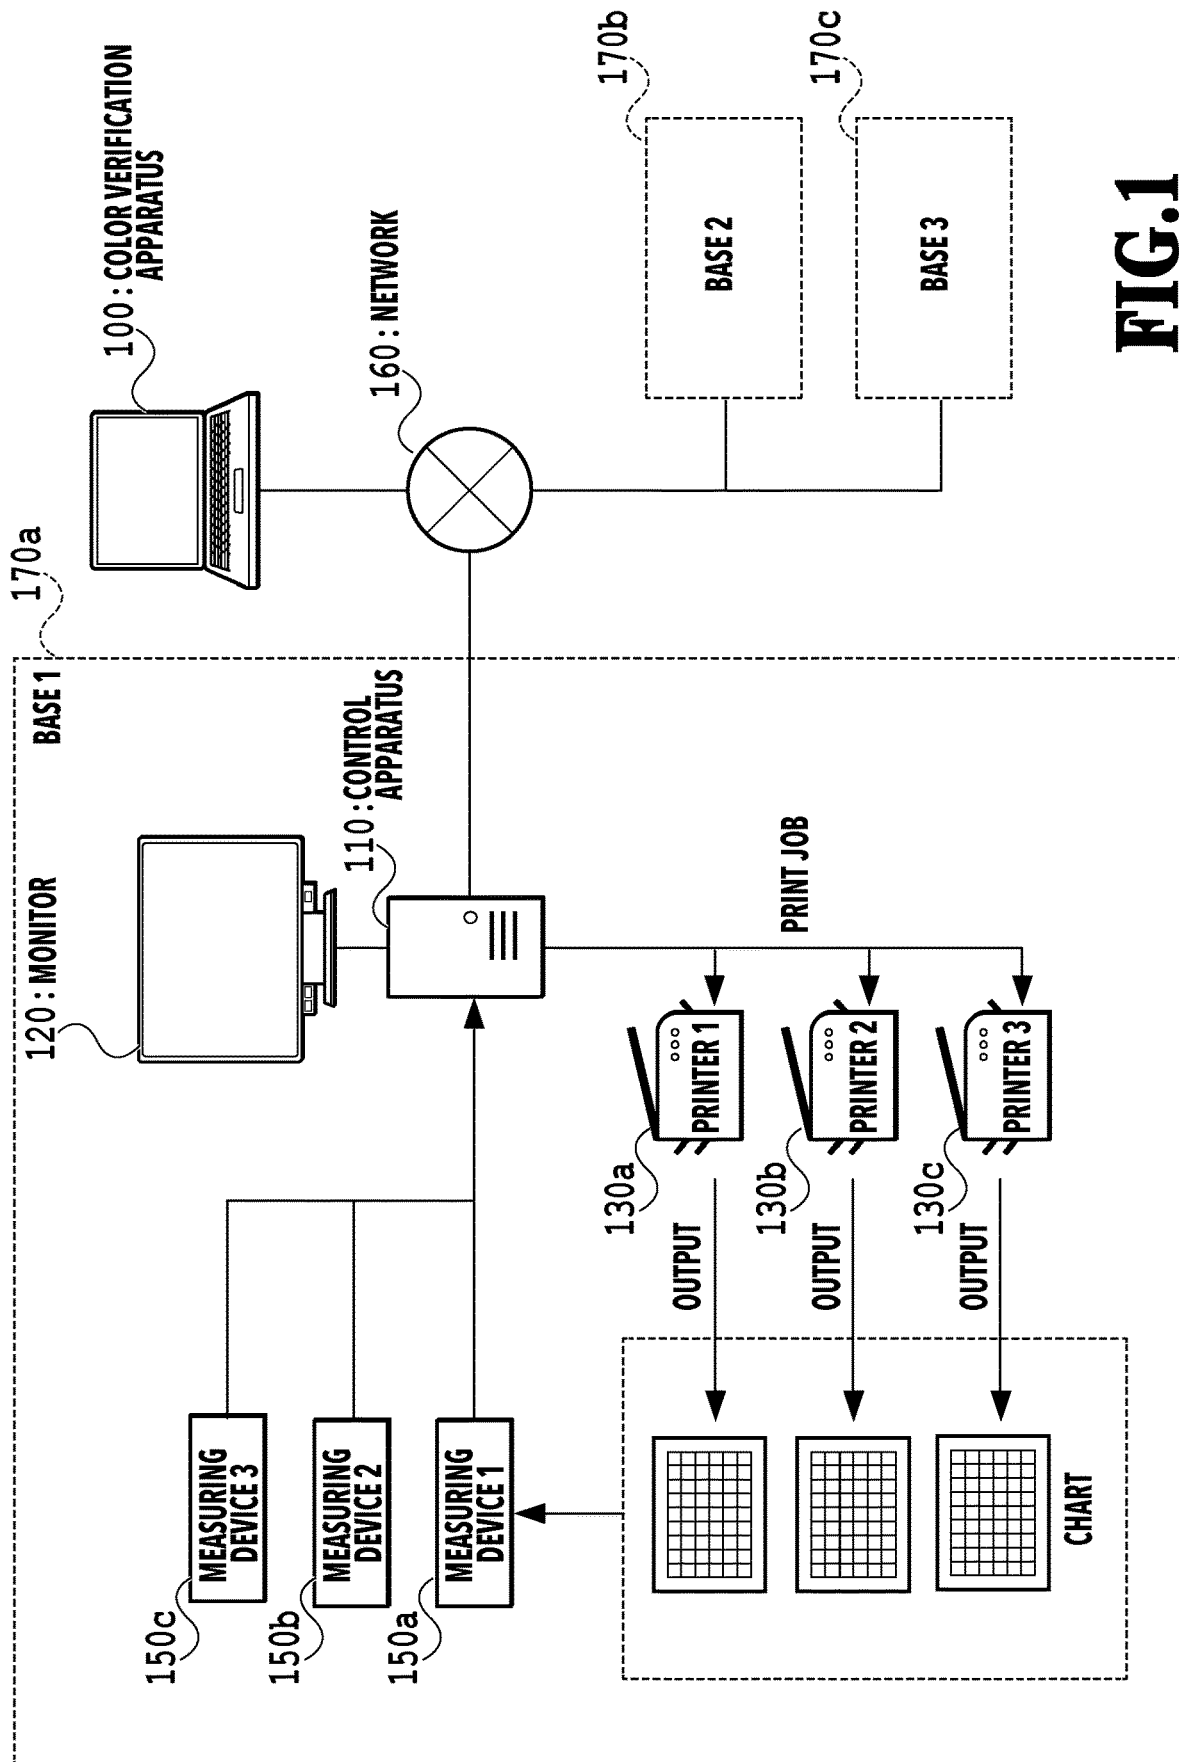 170a
BASE 1
120:MONITOR
100:COLOR VERIFICATION
APPARATUS
150c
MEASURING
DEVICE 3
150b
MEASURING
DEVICE 2
150a
MEASURING
DEVICE 1
110:CONTROL
APPARATUS
160:NETWORK
PRINT JOB
130a
PRINTER 1
OUTPUT
130b
PRINTER 2
OUTPUT
130c
PRINTER 3
OUTPUT
CHART
170b
BASE 2
170c
BASE 3
FIG.1